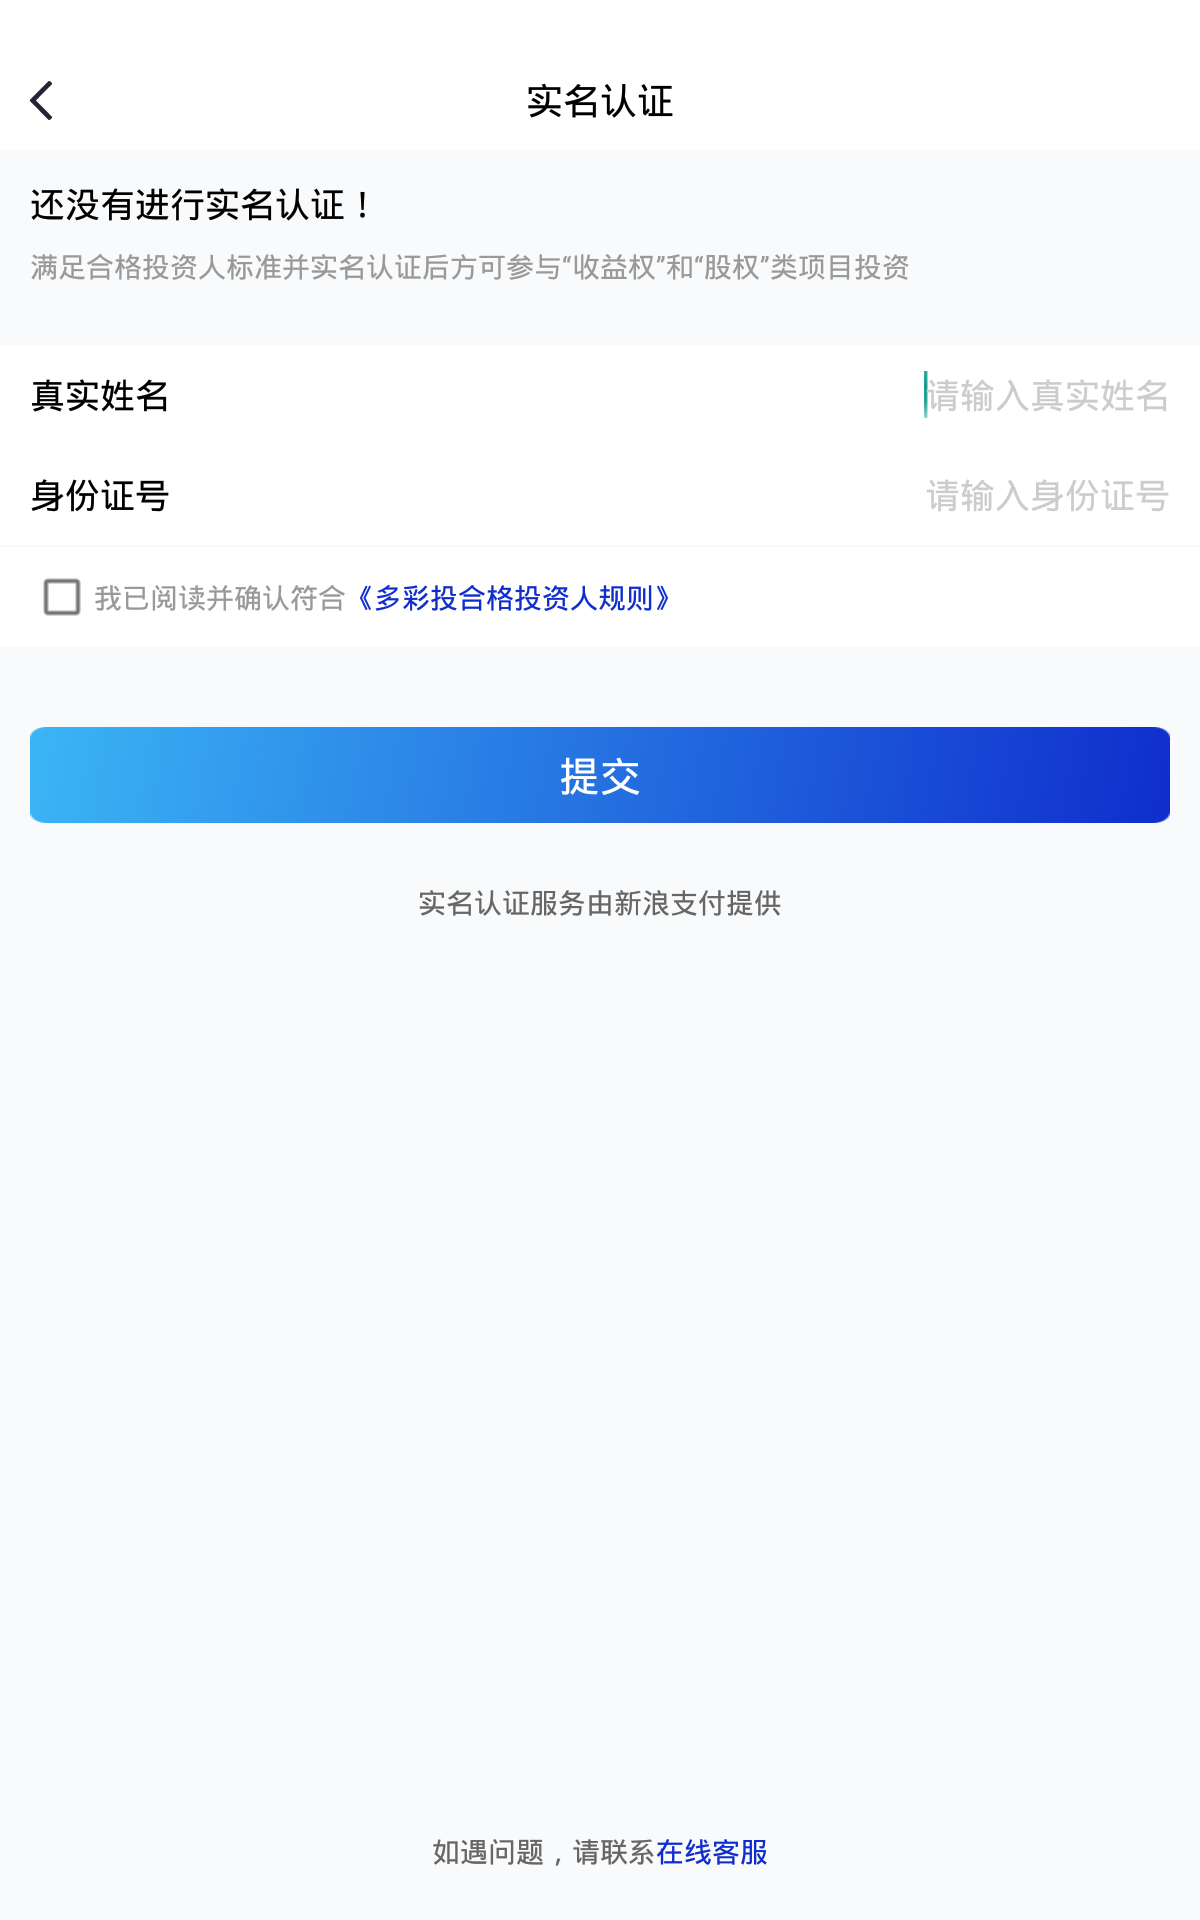 实名认证
还没有进行实名认证！
满足合格投资人标准并实名认证后方可参与“收益权”和“股权”类项目投资
真实姓名 请输入真实姓名
身份证号 请输入身份证号
我已阅读并确认符合《多彩投合格投资人规则》
提交
实名认证服务由新浪支付提供
如遇问题，请联系在线客服